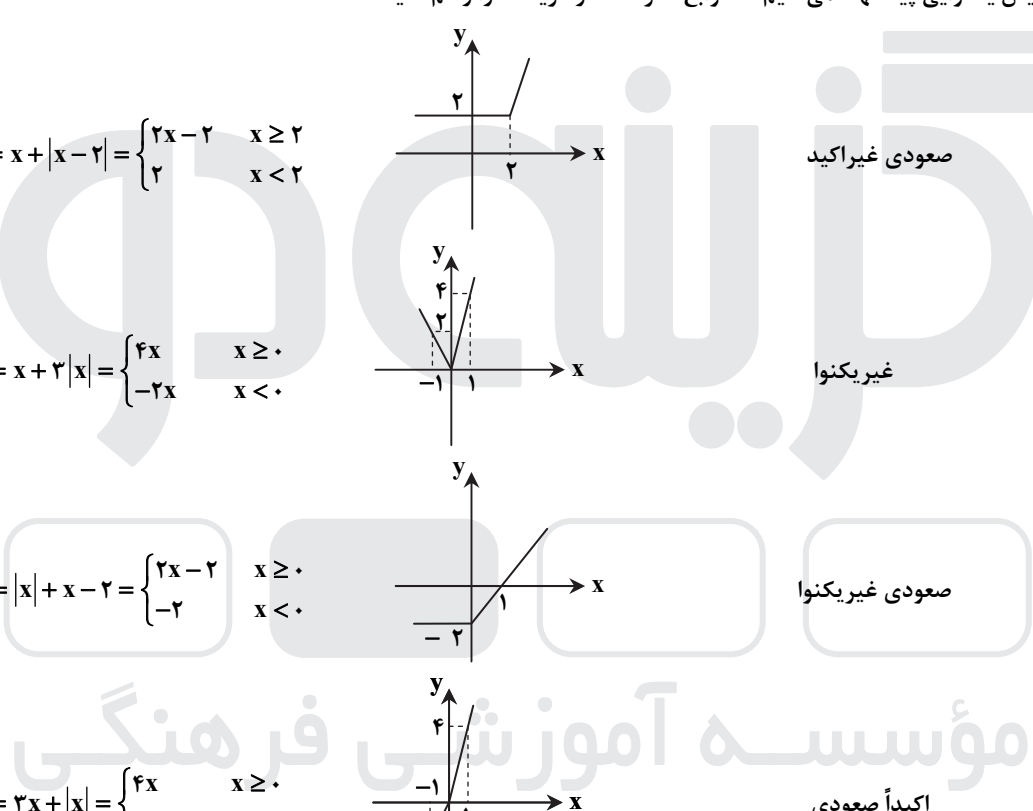 y
۲
x
۲
= x + |x − ۲| = { ۲x − ۲ x ≥ ۲
۲ x < ۲
صعودی غیراکید
y
۴
۲
x
−۱ ۱
= x + ۳|x| = { ۴x x ≥ ۰
−۲x x < ۰
غیریکنوا
y
x
۱
− ۲
= |x| + x − ۲ = { ۲x − ۲ x ≥ ۰
−۲ x < ۰
صعودی غیریکنوا
y
۴
−۱
x
= ۳x + |x| = { ۴x x ≥ ۰
اکیداً صعودی
گزینه دو
مؤسسه آموزشی فرهنگی